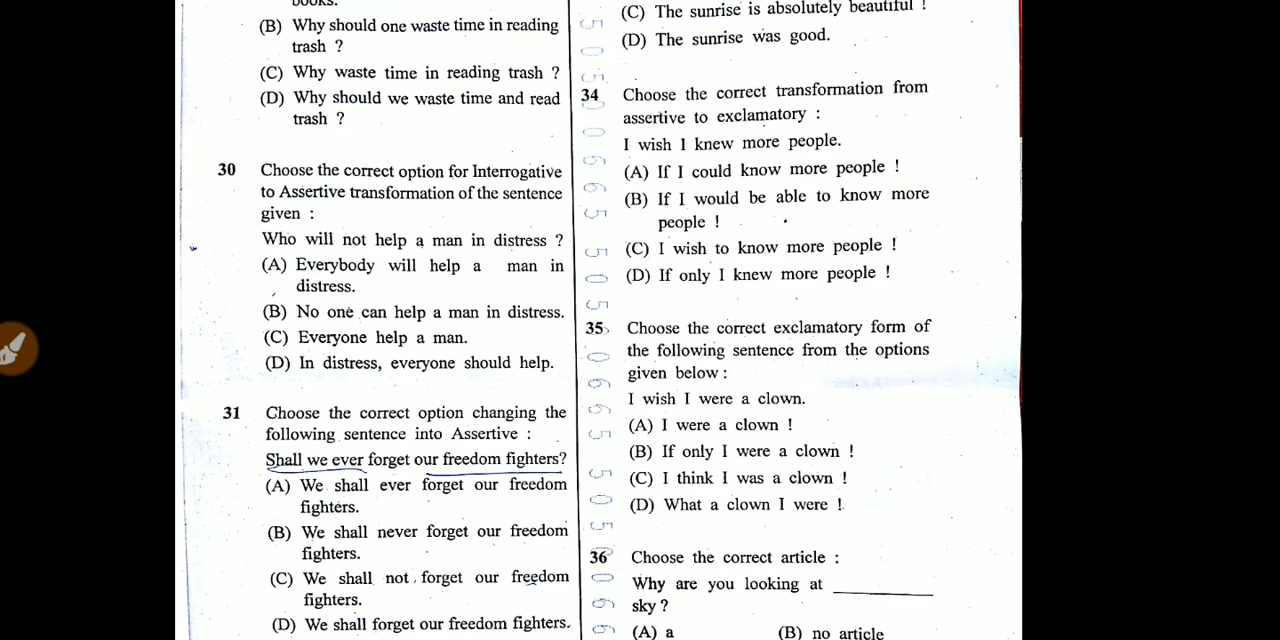 books.
(B) Why should one waste time in reading
trash ?
(C) Why waste time in reading trash ?
(D) Why should we waste time and read
trash ?
30 Choose the correct option for Interrogative
to Assertive transformation of the sentence
given :
Who will not help a man in distress ?
(A) Everybody will help a man in
distress.
(B) No one can help a man in distress.
(C) Everyone help a man.
(D) In distress, everyone should help.
31 Choose the correct option changing the
following sentence into Assertive :
Shall we ever forget our freedom fighters?
(A) We shall ever forget our freedom
fighters.
(B) We shall never forget our freedom
fighters.
(C) We shall not forget our freedom
fighters.
(D) We shall forget our freedom fighters.
(C) The sunrise is absolutely beautiful !
(D) The sunrise was good.
34 Choose the correct transformation from
assertive to exclamatory :
I wish I knew more people.
(A) If I could know more people !
(B) If I would be able to know more
people !
(C) I wish to know more people !
(D) If only I knew more people !
35 Choose the correct exclamatory form of
the following sentence from the options
given below :
I wish I were a clown.
(A) I were a clown !
(B) If only I were a clown !
(C) I think I was a clown !
(D) What a clown I were !
36 Choose the correct article :
Why are you looking at __________
sky ?
(A) a (B) no article